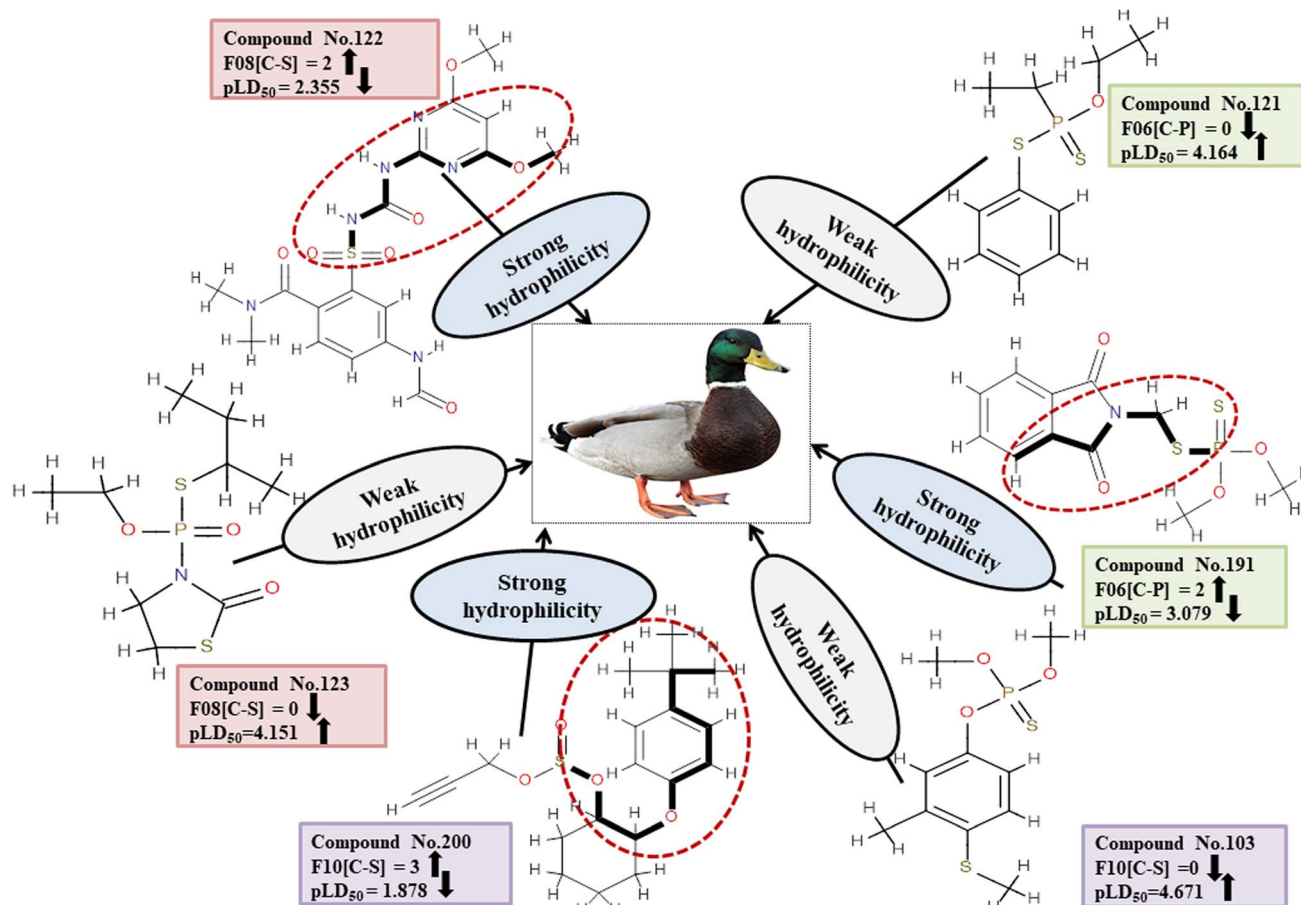 Compound No.122
F08[C-S] = 2
pLD50 = 2.355
Compound No.121
F06[C-P] = 0
pLD50 = 4.164
Strong
hydrophilicity
Weak
hydrophilicity
Weak
hydrophilicity
Strong
hydrophilicity
Compound No.123
F08[C-S] = 0
pLD50=4.151
Strong
hydrophilicity
Weak
hydrophilicity
Compound No.191
F06[C-P] = 2
pLD50 = 3.079
Compound No.200
F10[C-S] = 3
pLD50 = 1.878
Compound No.103
F10[C-S] =0
pLD50=4.671